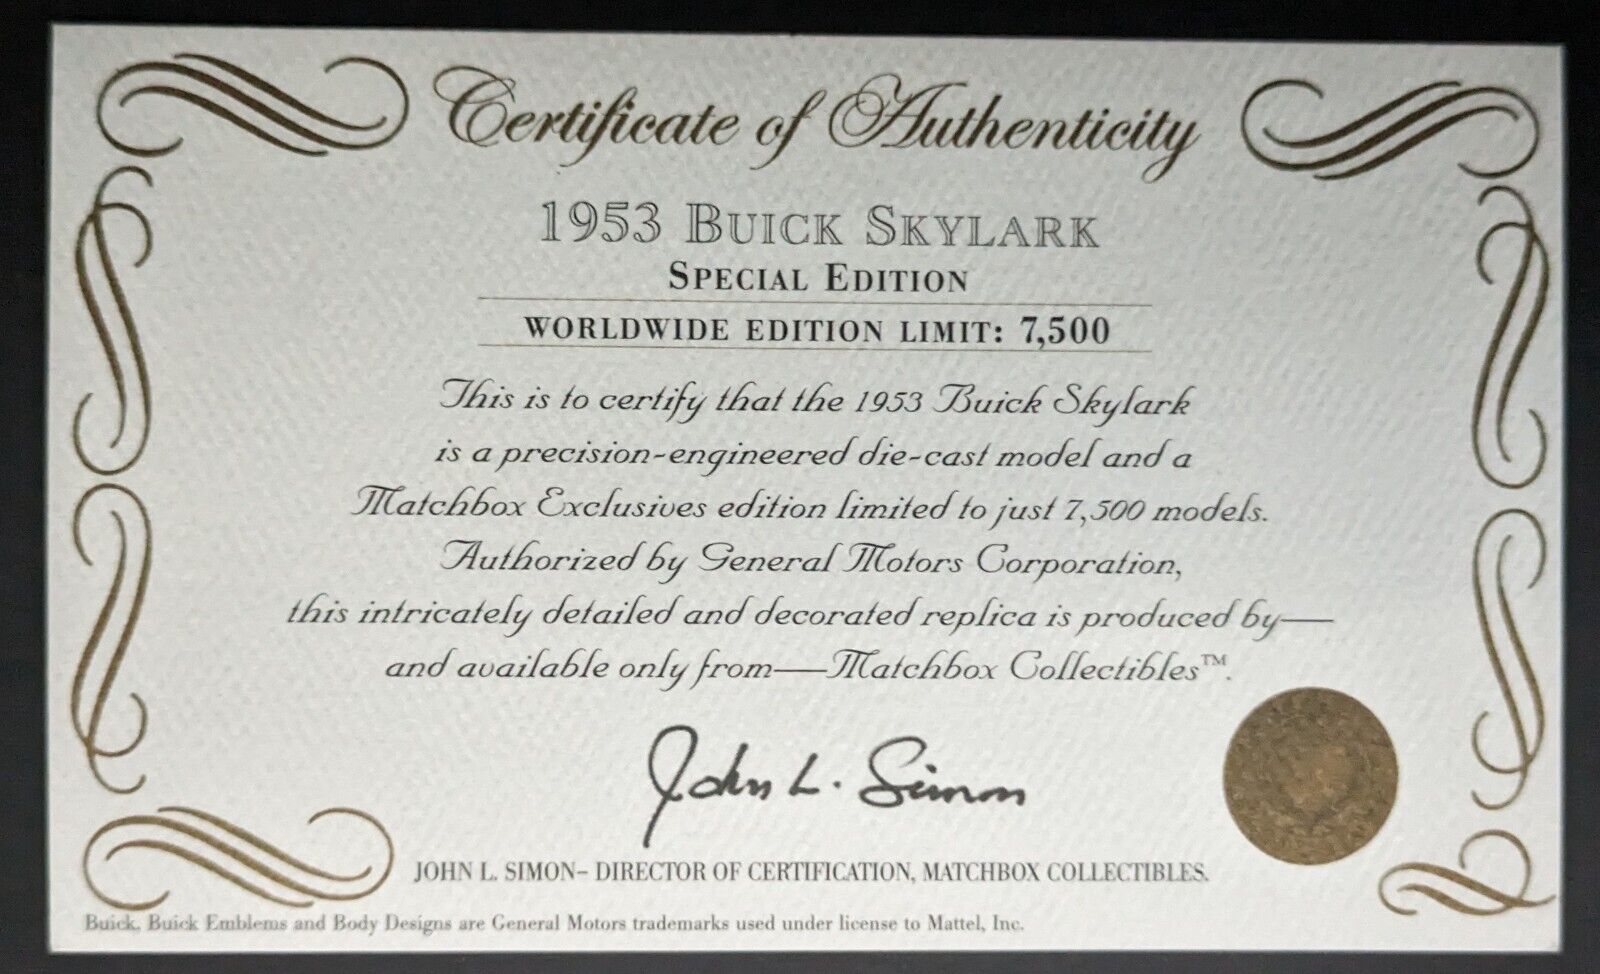 Certificate of Authenticity
1953 BUICK SKYLARK
SPECIAL EDITION
WORLDWIDE EDITION LIMIT: 7,500
This is to certify that the 1953 Buick Skylark
is a precision-engineered die-cast model and a
Matchbox Exclusives edition limited to just 7,500 models.
Authorized by General Motors Corporation,
this intricately detailed and decorated replica is produced by—
and available only from—Matchbox Collectibles™.
John L. Simon
JOHN L. SIMON– DIRECTOR OF CERTIFICATION, MATCHBOX COLLECTIBLES.
Buick, Buick Emblems and Body Designs are General Motors trademarks used under license to Mattel, Inc.